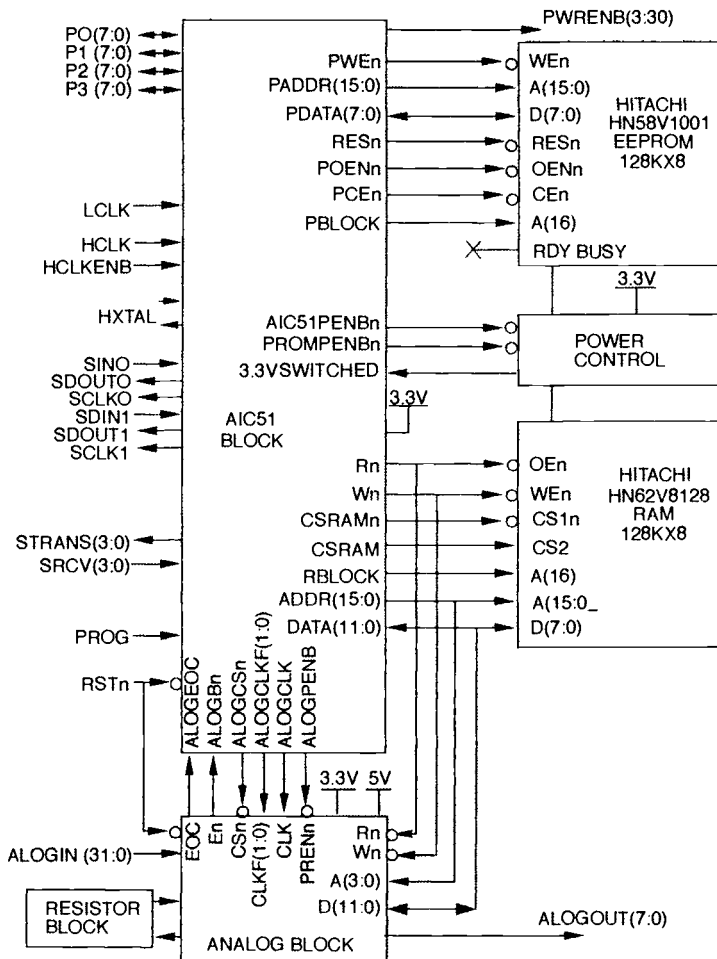 PWRENB(3:30)
PO(7:0)
P1 (7:0)
P2 (7:0)
P3 (7:0)
LCLK
HCLK
HCLKENB
HXTAL
SINO
SDOUTO
SCLKO
SDIN1
SDOUT1
SCLK1
STRANS(3:0)
SRCV(3:0)
PROG
RSTn
AIC51
BLOCK
PWEn
PADDR(15:0)
PDATA(7:0)
RESn
POENn
PCEn
PBLOCK
AIC51PENBn
PROMPENBn
3.3VSWITCHED
3.3V
Rn
Wn
CSRAMn
CSRAM
RBLOCK
ADDR(15:0)
DATA(11:0)
ALOGEOC
ALOGBn
ALOGCSn
ALOGCLKF(1:0)
ALOGCLK
ALOGPENB
WEn
A(15:0)
D(7:0)
RESn
OENn
CEn
A(16)
RDY BUSY
HITACHI
HN58V1001
EEPROM
128KX8
3.3V
POWER
CONTROL
OEn
WEn
CS1n
CS2
A(16)
A(15:0_
D(7:0)
HITACHI
HN62V8128
RAM
128KX8
3.3V
5V
EOC
En
CSn
CLKF(1:0)
CLK
PRENn
Rn
Wn
A(3:0)
D(11:0)
ALOGIN (31:0)
RESISTOR
BLOCK
ANALOG BLOCK
ALOGOUT(7:0)